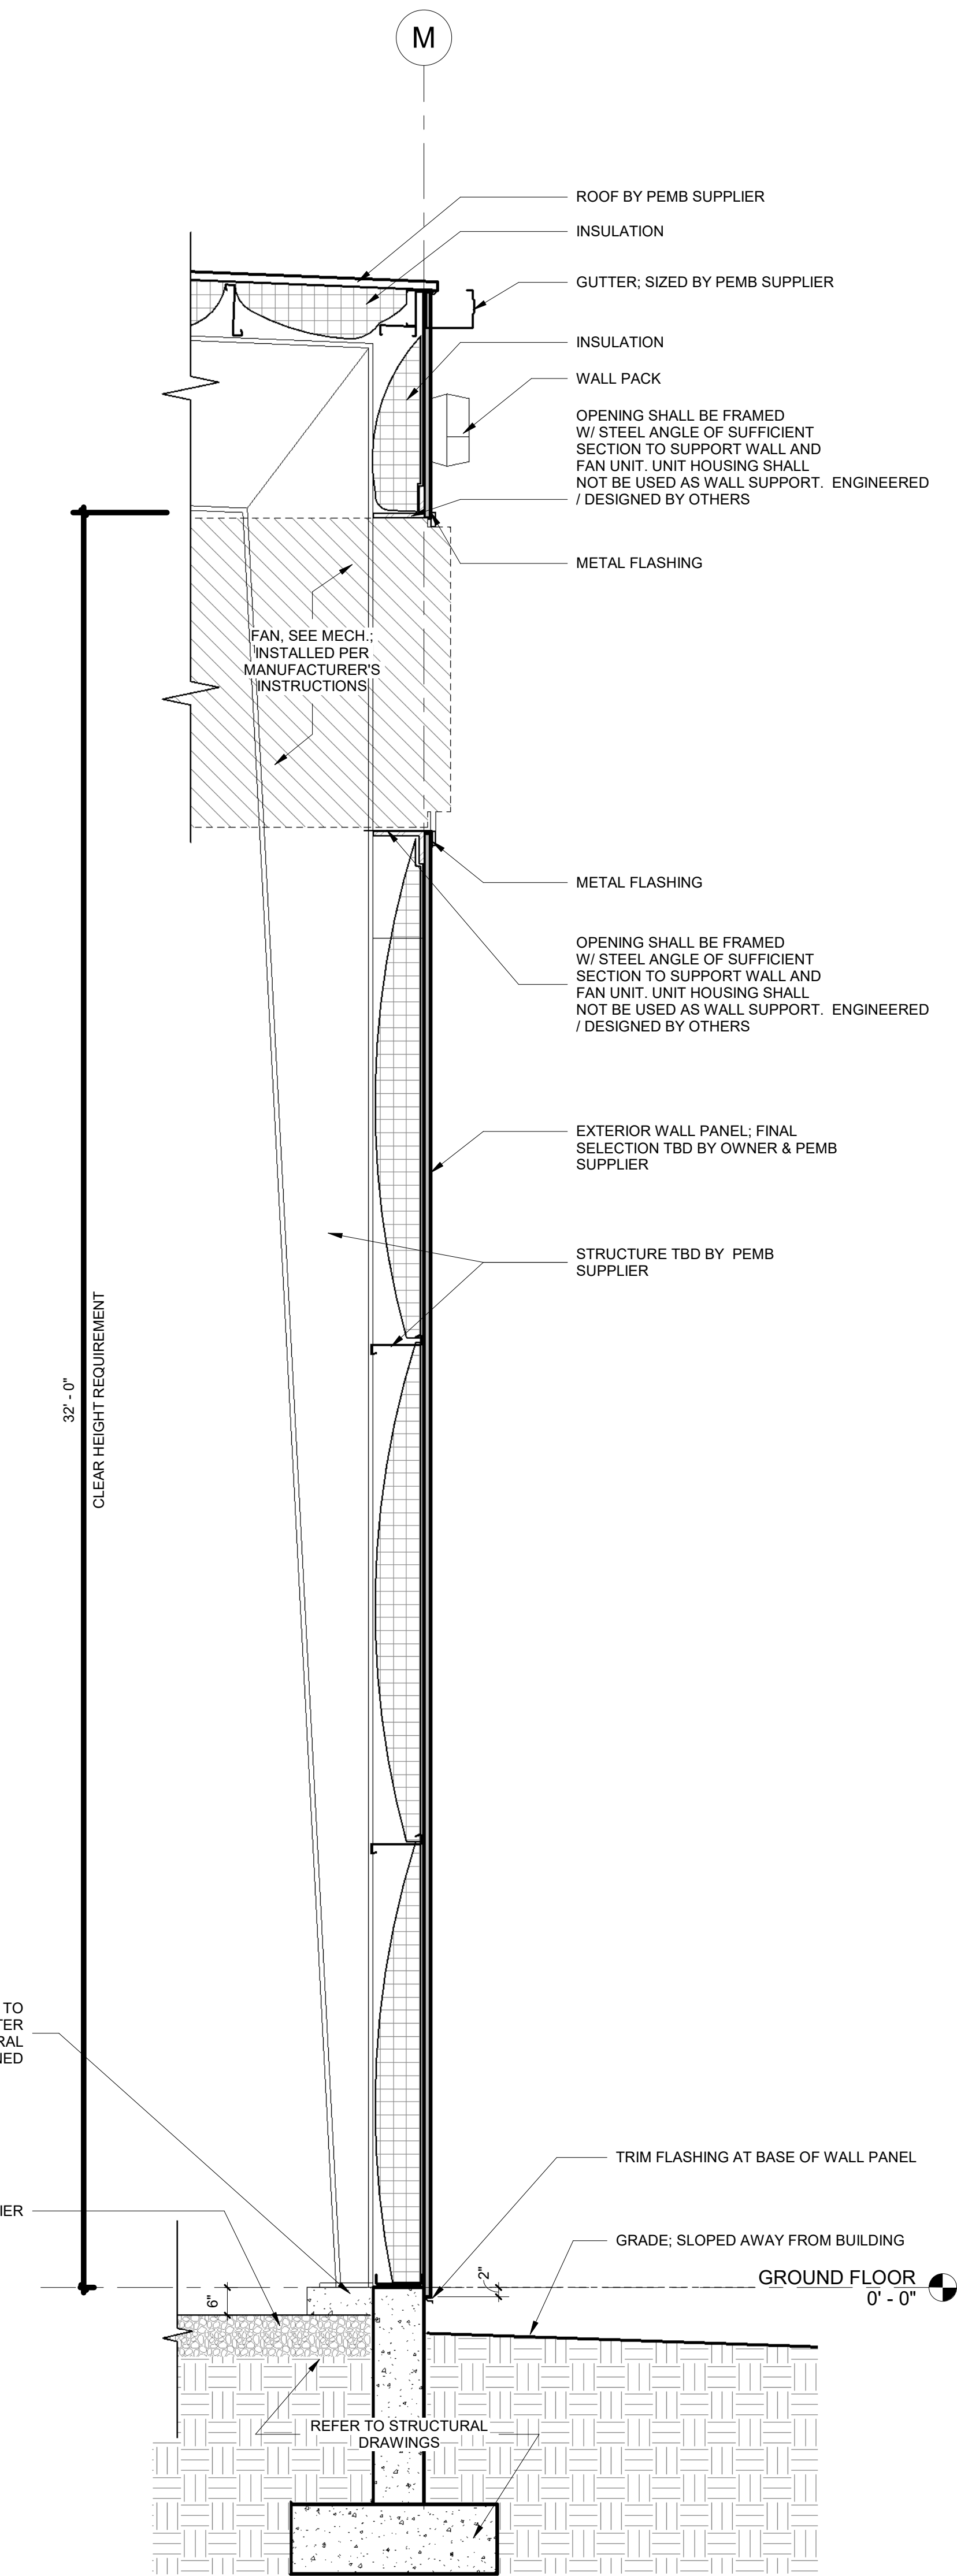 M
ROOF BY PEMB SUPPLIER
INSULATION
GUTTER; SIZED BY PEMB SUPPLIER
INSULATION
WALL PACK
OPENING SHALL BE FRAMED
W/ STEEL ANGLE OF SUFFICIENT
SECTION TO SUPPORT WALL AND
FAN UNIT. UNIT HOUSING SHALL
NOT BE USED AS WALL SUPPORT. ENGINEERED
/ DESIGNED BY OTHERS
METAL FLASHING
FAN, SEE MECH.;
INSTALLED PER
MANUFACTURER'S
INSTRUCTIONS
METAL FLASHING
OPENING SHALL BE FRAMED
W/ STEEL ANGLE OF SUFFICIENT
SECTION TO SUPPORT WALL AND
FAN UNIT. UNIT HOUSING SHALL
NOT BE USED AS WALL SUPPORT. ENGINEERED
/ DESIGNED BY OTHERS
EXTERIOR WALL PANEL; FINAL
SELECTION TBD BY OWNER & PEMB
SUPPLIER
STRUCTURE TBD BY PEMB
SUPPLIER
32' - 0"
CLEAR HEIGHT REQUIREMENT
TO
TER
RAL
NED
TRIM FLASHING AT BASE OF WALL PANEL
IER
GRADE; SLOPED AWAY FROM BUILDING
GROUND FLOOR
0' - 0"
6"
2"
REFER TO STRUCTURAL
DRAWINGS